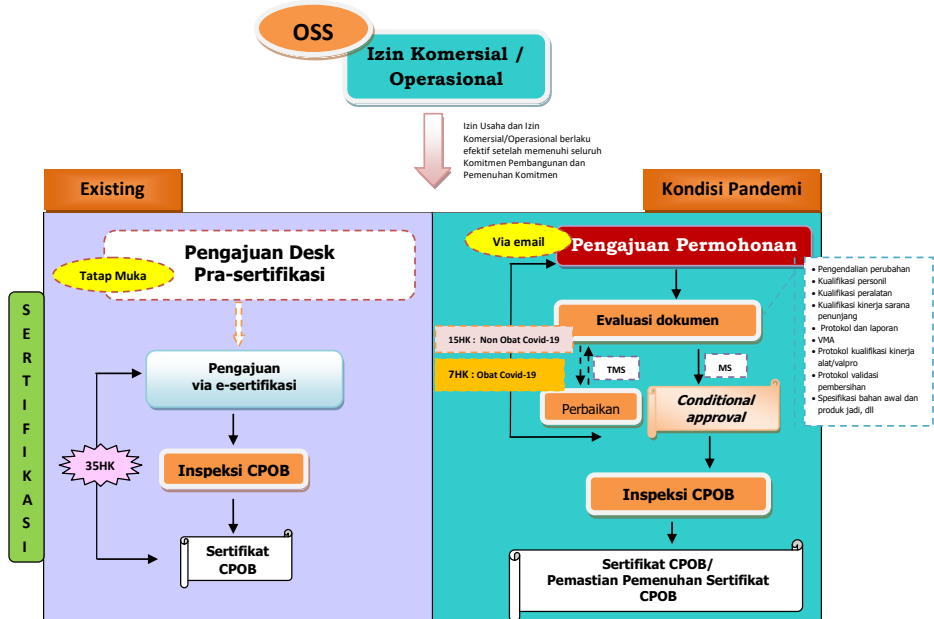 OSS
Izin Komersial /
Operasional
Izin Usaha dan Izin
Komersial/Operasional berlaku
efektif setelah memenuhi seluruh
Komitmen Pembangunan dan
Pemenuhan Komitmen
Existing
Kondisi Pandemi
SERTIFIKASI
Pengajuan Desk
Pra-sertifikasi
Tatap Muka
Pengajuan
via e-sertifikasi
35HK
Inspeksi CPOB
Sertifikat
CPOB
Via email
Pengajuan Permohonan
Evaluasi dokumen
15HK : Non Obat Covid-19
7HK : Obat Covid-19
TMS
MS
Perbaikan
Conditional
approval
Inspeksi CPOB
Sertifikat CPOB/
Pemastian Pemenuhan Sertifikat
CPOB
• Pengendalian perubahan
• Kualifikasi personil
• Kualifikasi peralatan
• Kualifikasi kinerja sarana
penunjang
• Protokol dan laporan
• VMA
• Protokol kualifikasi kinerja
alat/valpro
• Protokol validasi
pembersihan
• Spesifikasi bahan awal dan
produk jadi, dll